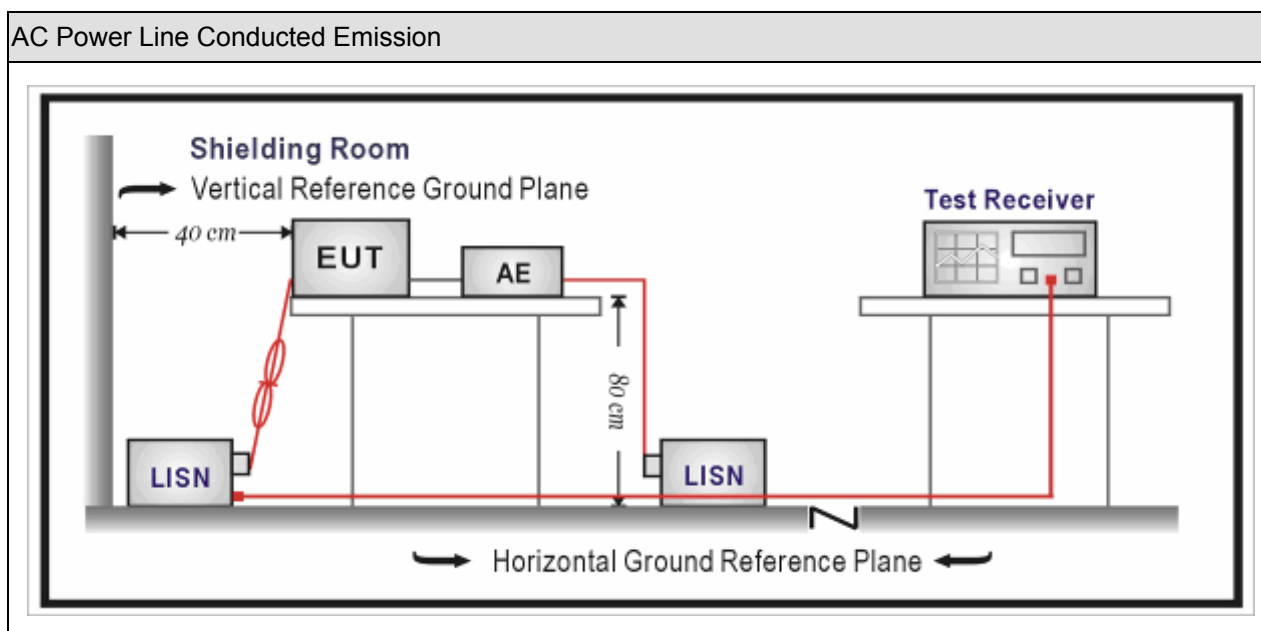 AC Power Line Conducted Emission
Shielding Room
Vertical Reference Ground Plane
40 cm
EUT
AE
Test Receiver
80 cm
LISN
LISN
Horizontal Ground Reference Plane